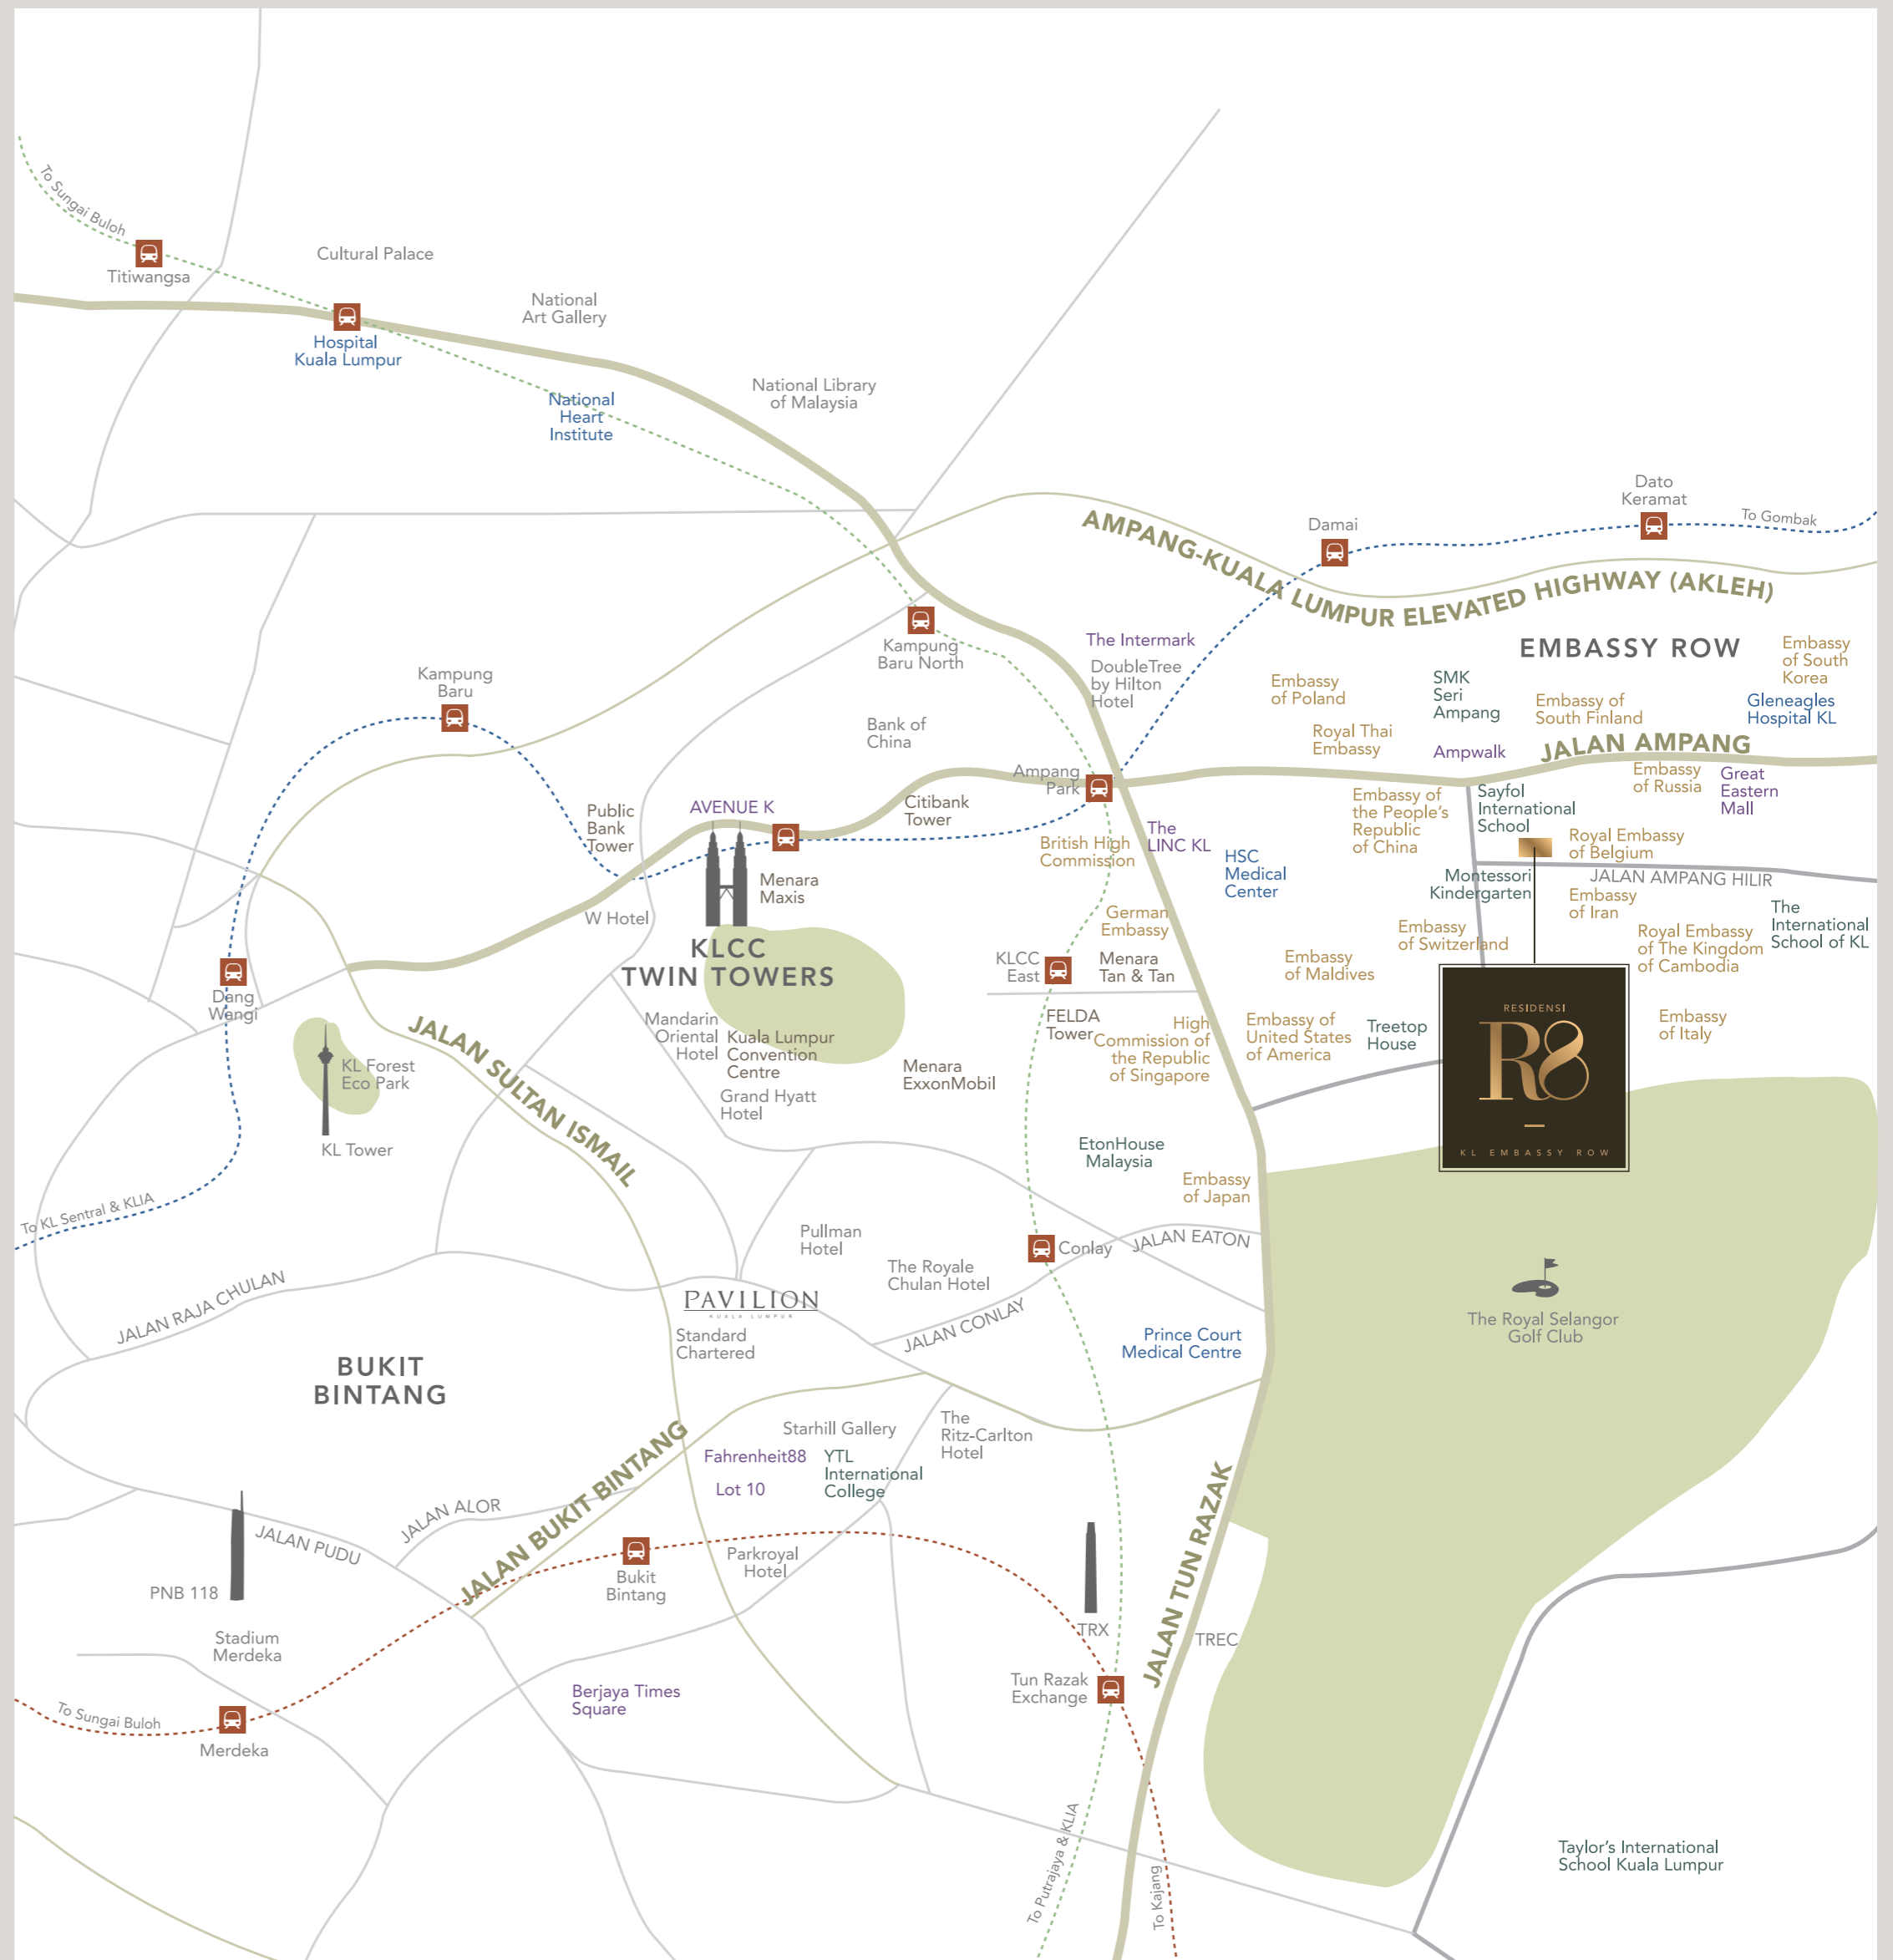 To Sungai Buloh
Titiwangsa
Cultural Palace
Hospital
Kuala Lumpur
National
Art Gallery
National
Heart
Institute
National Library
of Malaysia
Dato
Keramat
To Gombak
Damai
AMPANG-KUALA LUMPUR ELEVATED HIGHWAY (AKLEH)
Kampung
Baru North
Kampung
Baru
The Intermark
DoubleTree
by Hilton
Hotel
EMBASSY ROW
Embassy
of South
Korea
Embassy
of Poland
SMK
Seri
Ampang
Embassy of
South Finland
Gleneagles
Hospital KL
Royal Thai
Embassy
Ampwalk
JALAN AMPANG
Bank of
China
Ampang
Park
Public
Bank
Tower
AVENUE K
Citibank
Tower
British High
Commission
The
LINC KL
HSC
Medical
Center
Embassy of
the People's
Republic
of China
Sayfol
International
School
Embassy
of Russia
Great
Eastern
Mall
Royal Embassy
of Belgium
JALAN AMPANG HILIR
Montessori
Kindergarten
Embassy
of Iran
The
International
School of KL
Menara
Maxis
W Hotel
KLCC
TWIN TOWERS
German
Embassy
KLCC
East
Menara
Tan & Tan
Embassy
of Switzerland
Royal Embassy
of The Kingdom
of Cambodia
Embassy
of Maldives
Dang
Wangi
KL Forest
Eco Park
KL Tower
JALAN SULTAN ISMAIL
Mandarin
Oriental
Hotel
Kuala Lumpur
Convention
Centre
Grand Hyatt
Hotel
Menara
ExxonMobil
FELDA
Tower
High
Commission of
the Republic
of Singapore
Embassy of
United States
of America
Treetop
House
RESIDENSI
R8
KL EMBASSY ROW
Embassy
of Italy
EtonHouse
Malaysia
Embassy
of Japan
To KL Sentral & KLIA
Pullman
Hotel
The Royale
Chulan Hotel
Conlay
JALAN EATON
JALAN RAJA CHULAN
PAVILION
KUALA LUMPUR
Standard
Chartered
JALAN CONLAY
Prince Court
Medical Centre
The Royal Selangor
Golf Club
BUKIT
BINTANG
JALAN BUKIT BINTANG
Starhill Gallery
The
Ritz-Carlton
Hotel
Fahrenheit88
Lot 10
YTL
International
College
JALAN ALOR
JALAN PUDU
PNB 118
Bukit
Bintang
Parkroyal
Hotel
JALAN TUN RAZAK
TRX
TREC
Stadium
Merdeka
Tun Razak
Exchange
Berjaya Times
Square
To Sungai Buloh
Merdeka
To Putrajaya & KLIA
To Kajang
Taylor's International
School Kuala Lumpur